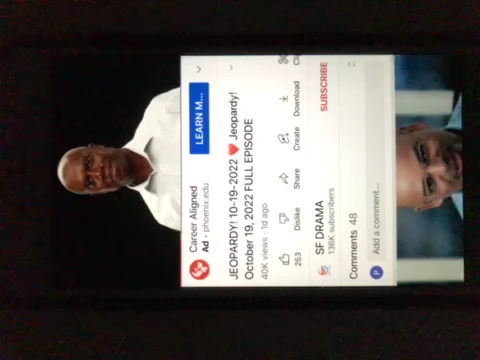 Career Aligned
Ad · phoenix.edu
LEARN M...
JEOPARDY! 10-19-2022 ❤️ Jeopardy!
October 19, 2022 FULL EPISODE
40K views · 1d ago
253
Dislike
Share
Create
Download
Cli
SF DRAMA
136K subscribers
SUBSCRIBE
Comments 48
P
Add a comment...